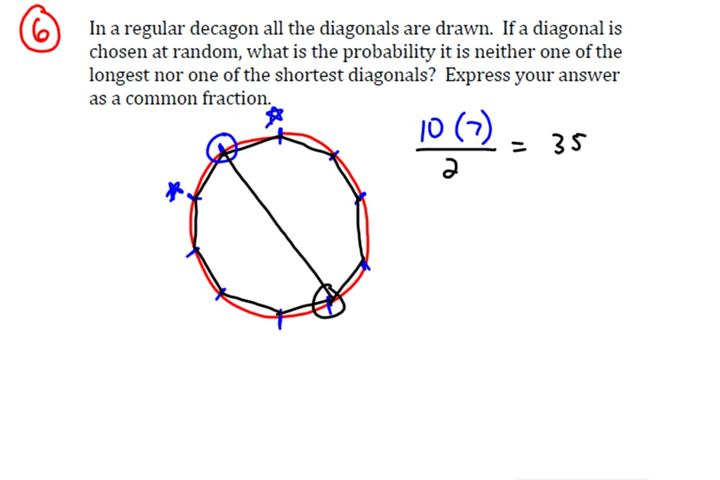 6
In a regular decagon all the diagonals are drawn. If a diagonal is
chosen at random, what is the probability it is neither one of the
longest nor one of the shortest diagonals? Express your answer
as a common fraction.
10 (7)
2
= 35